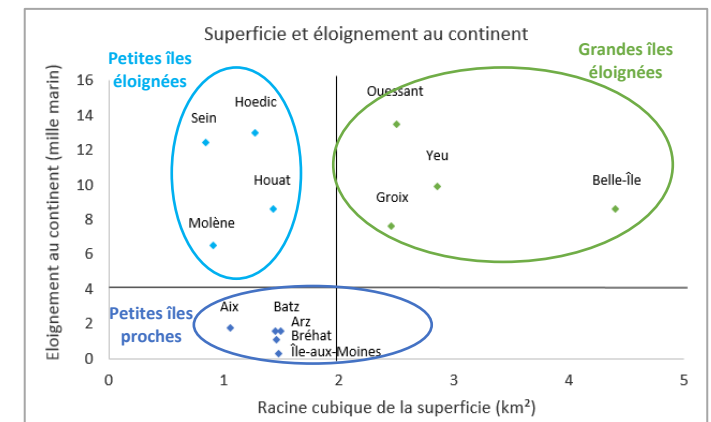 Superficie et éloignement au continent
Petites îles
éloignées
Grandes îles
éloignées
Eloignement au continent (mille marin)
16
14
12
10
8
6
4
2
0
Ouessant
Hoedic
Sein
Yeu
Belle-Île
Houat
Groix
Molène
Petites îles
proches
Aix
Batz
Arz
Bréhat
Île-aux-Moines
0
1
2
3
4
5
Racine cubique de la superficie (km²)